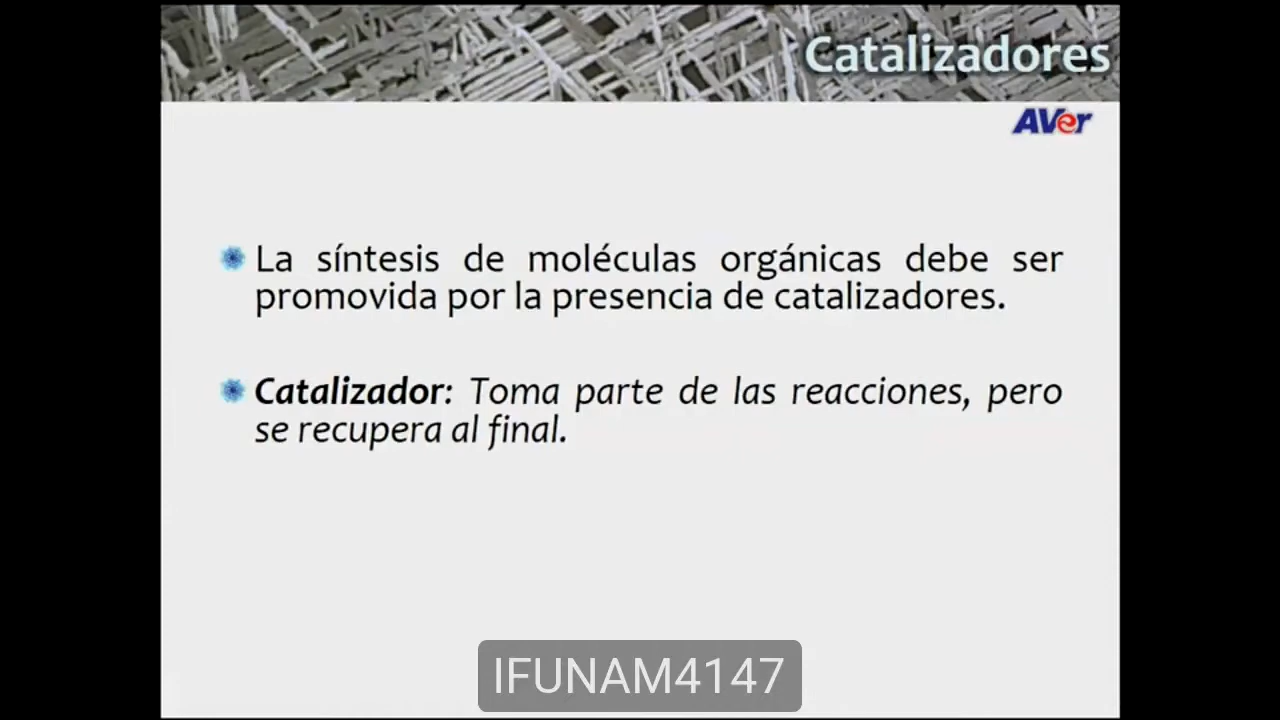 Catalizadores
AVer
La síntesis de moléculas orgánicas debe ser
promovida por la presencia de catalizadores.
Catalizador: Toma parte de las reacciones, pero
se recupera al final.
IFUNAM4147